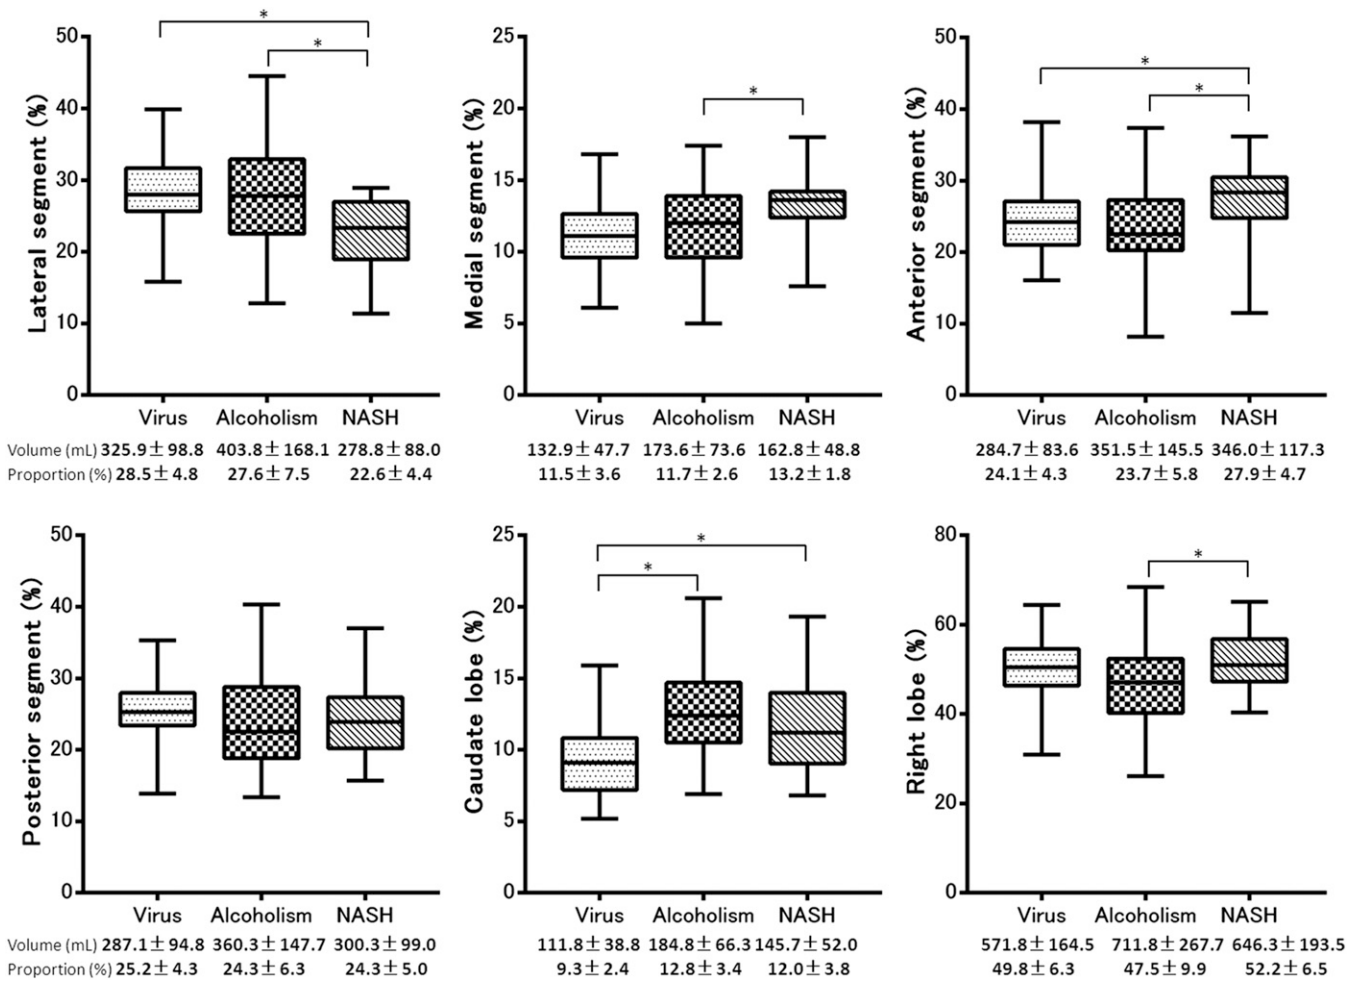 Lateral segment (%)
50
40
30
20
10
0
* 
*
Virus Alcoholism NASH
Volume (mL) 325.9±98.8 403.8±168.1 278.8±88.0
Proportion (%) 28.5±4.8 27.6±7.5 22.6±4.4
Medial segment (%)
25
20
15
10
5
0
*
Virus Alcoholism NASH
132.9±47.7 173.6±73.6 162.8±48.8
11.5±3.6 11.7±2.6 13.2±1.8
Anterior segment (%)
50
40
30
20
10
0
*
*
Virus Alcoholism NASH
284.7±83.6 351.5±145.5 346.0±117.3
24.1±4.3 23.7±5.8 27.9±4.7
Posterior segment (%)
50
40
30
20
10
0
Virus Alcoholism NASH
Volume (mL) 287.1±94.8 360.3±147.7 300.3±99.0
Proportion (%) 25.2±4.3 24.3±6.3 24.3±5.0
Caudate lobe (%)
25
20
15
10
5
0
*
*
Virus Alcoholism NASH
111.8±38.8 184.8±66.3 145.7±52.0
9.3±2.4 12.8±3.4 12.0±3.8
Right lobe (%)
80
60
40
20
0
*
Virus Alcoholism NASH
571.8±164.5 711.8±267.7 646.3±193.5
49.8±6.3 47.5±9.9 52.2±6.5